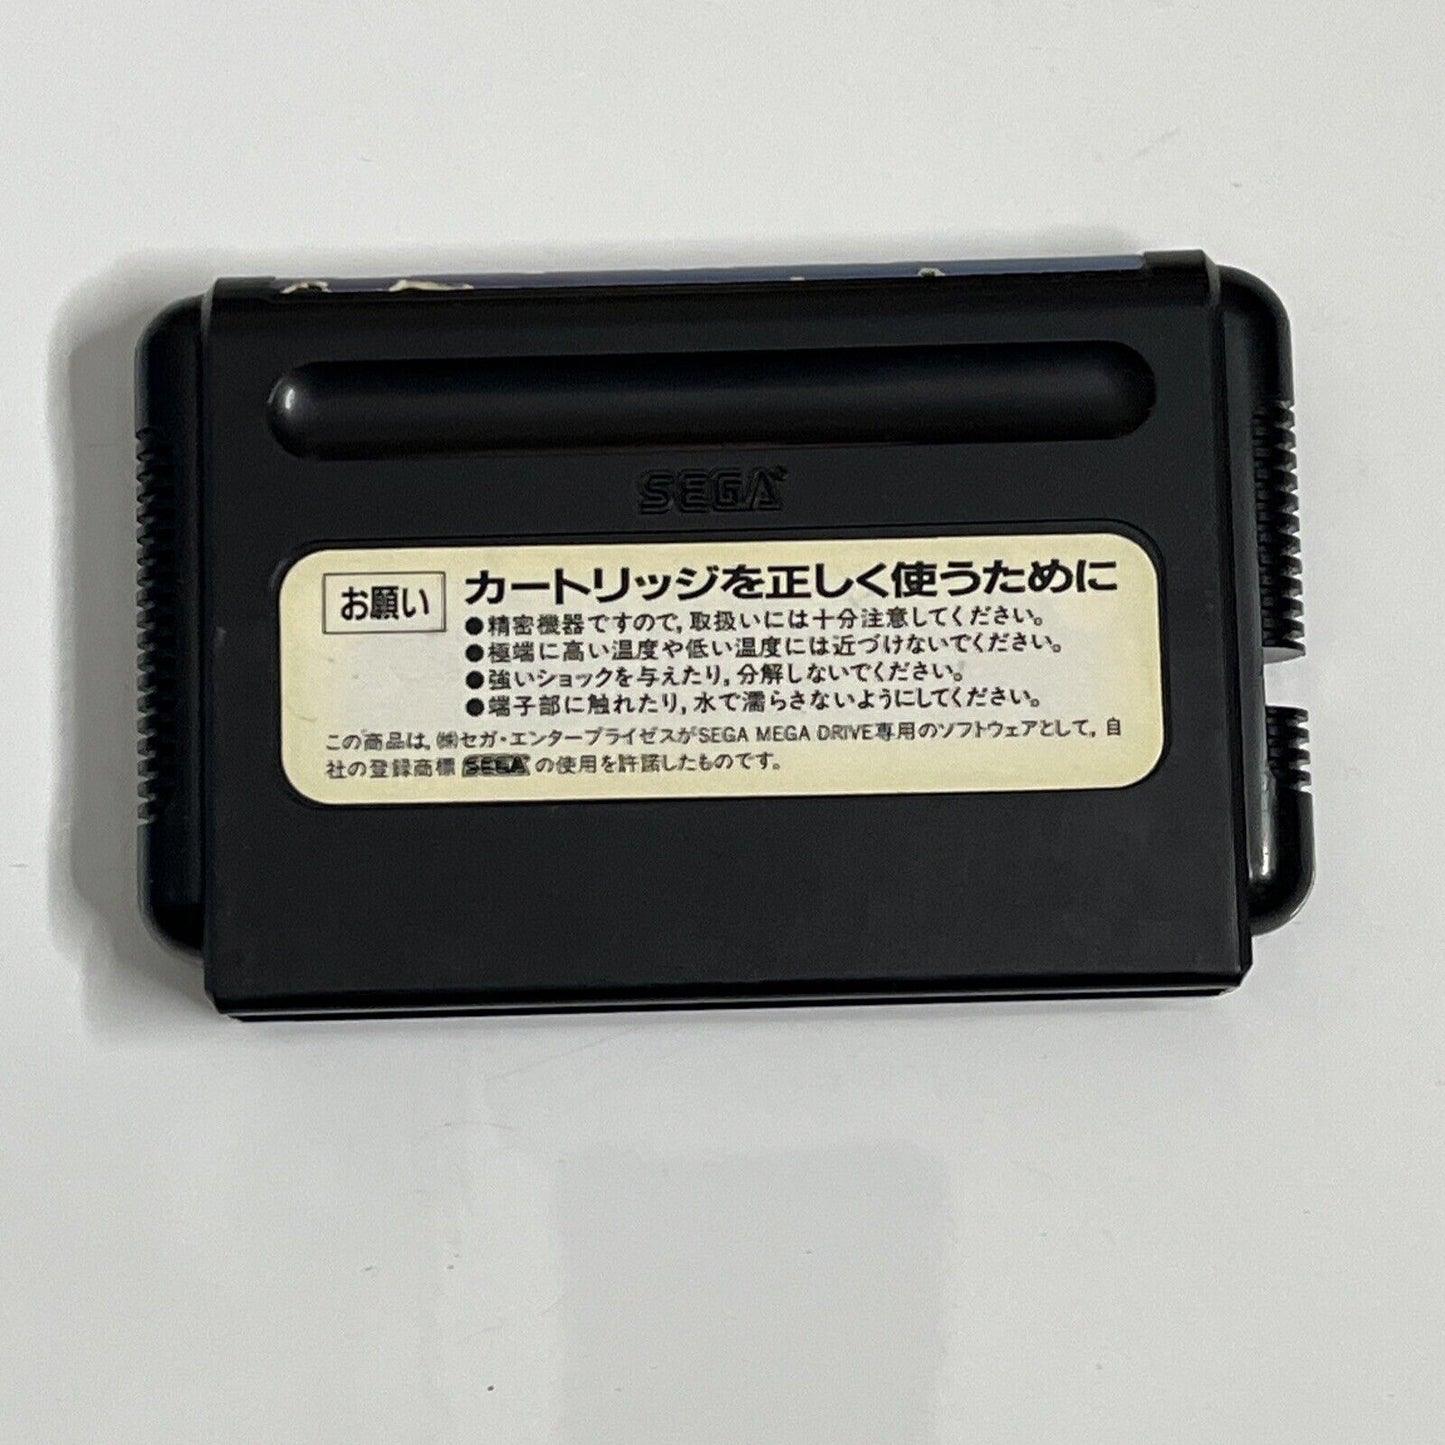 SEGA
お願い
カートリッジを正しく使うために
●精密機器ですので,取扱いには十分注意してください。
●極端に高い温度や低い温度には近づけないでください。
●強いショックを与えたり,分解しないでください。
●端子部に触れたり,水で濡らさないようにしてください。
この商品は,㈱セガ・エンタープライゼスがSEGA MEGA DRIVE専用のソフトウェアとして,自
社の登録商標 SEGA の使用を許諾したものです。